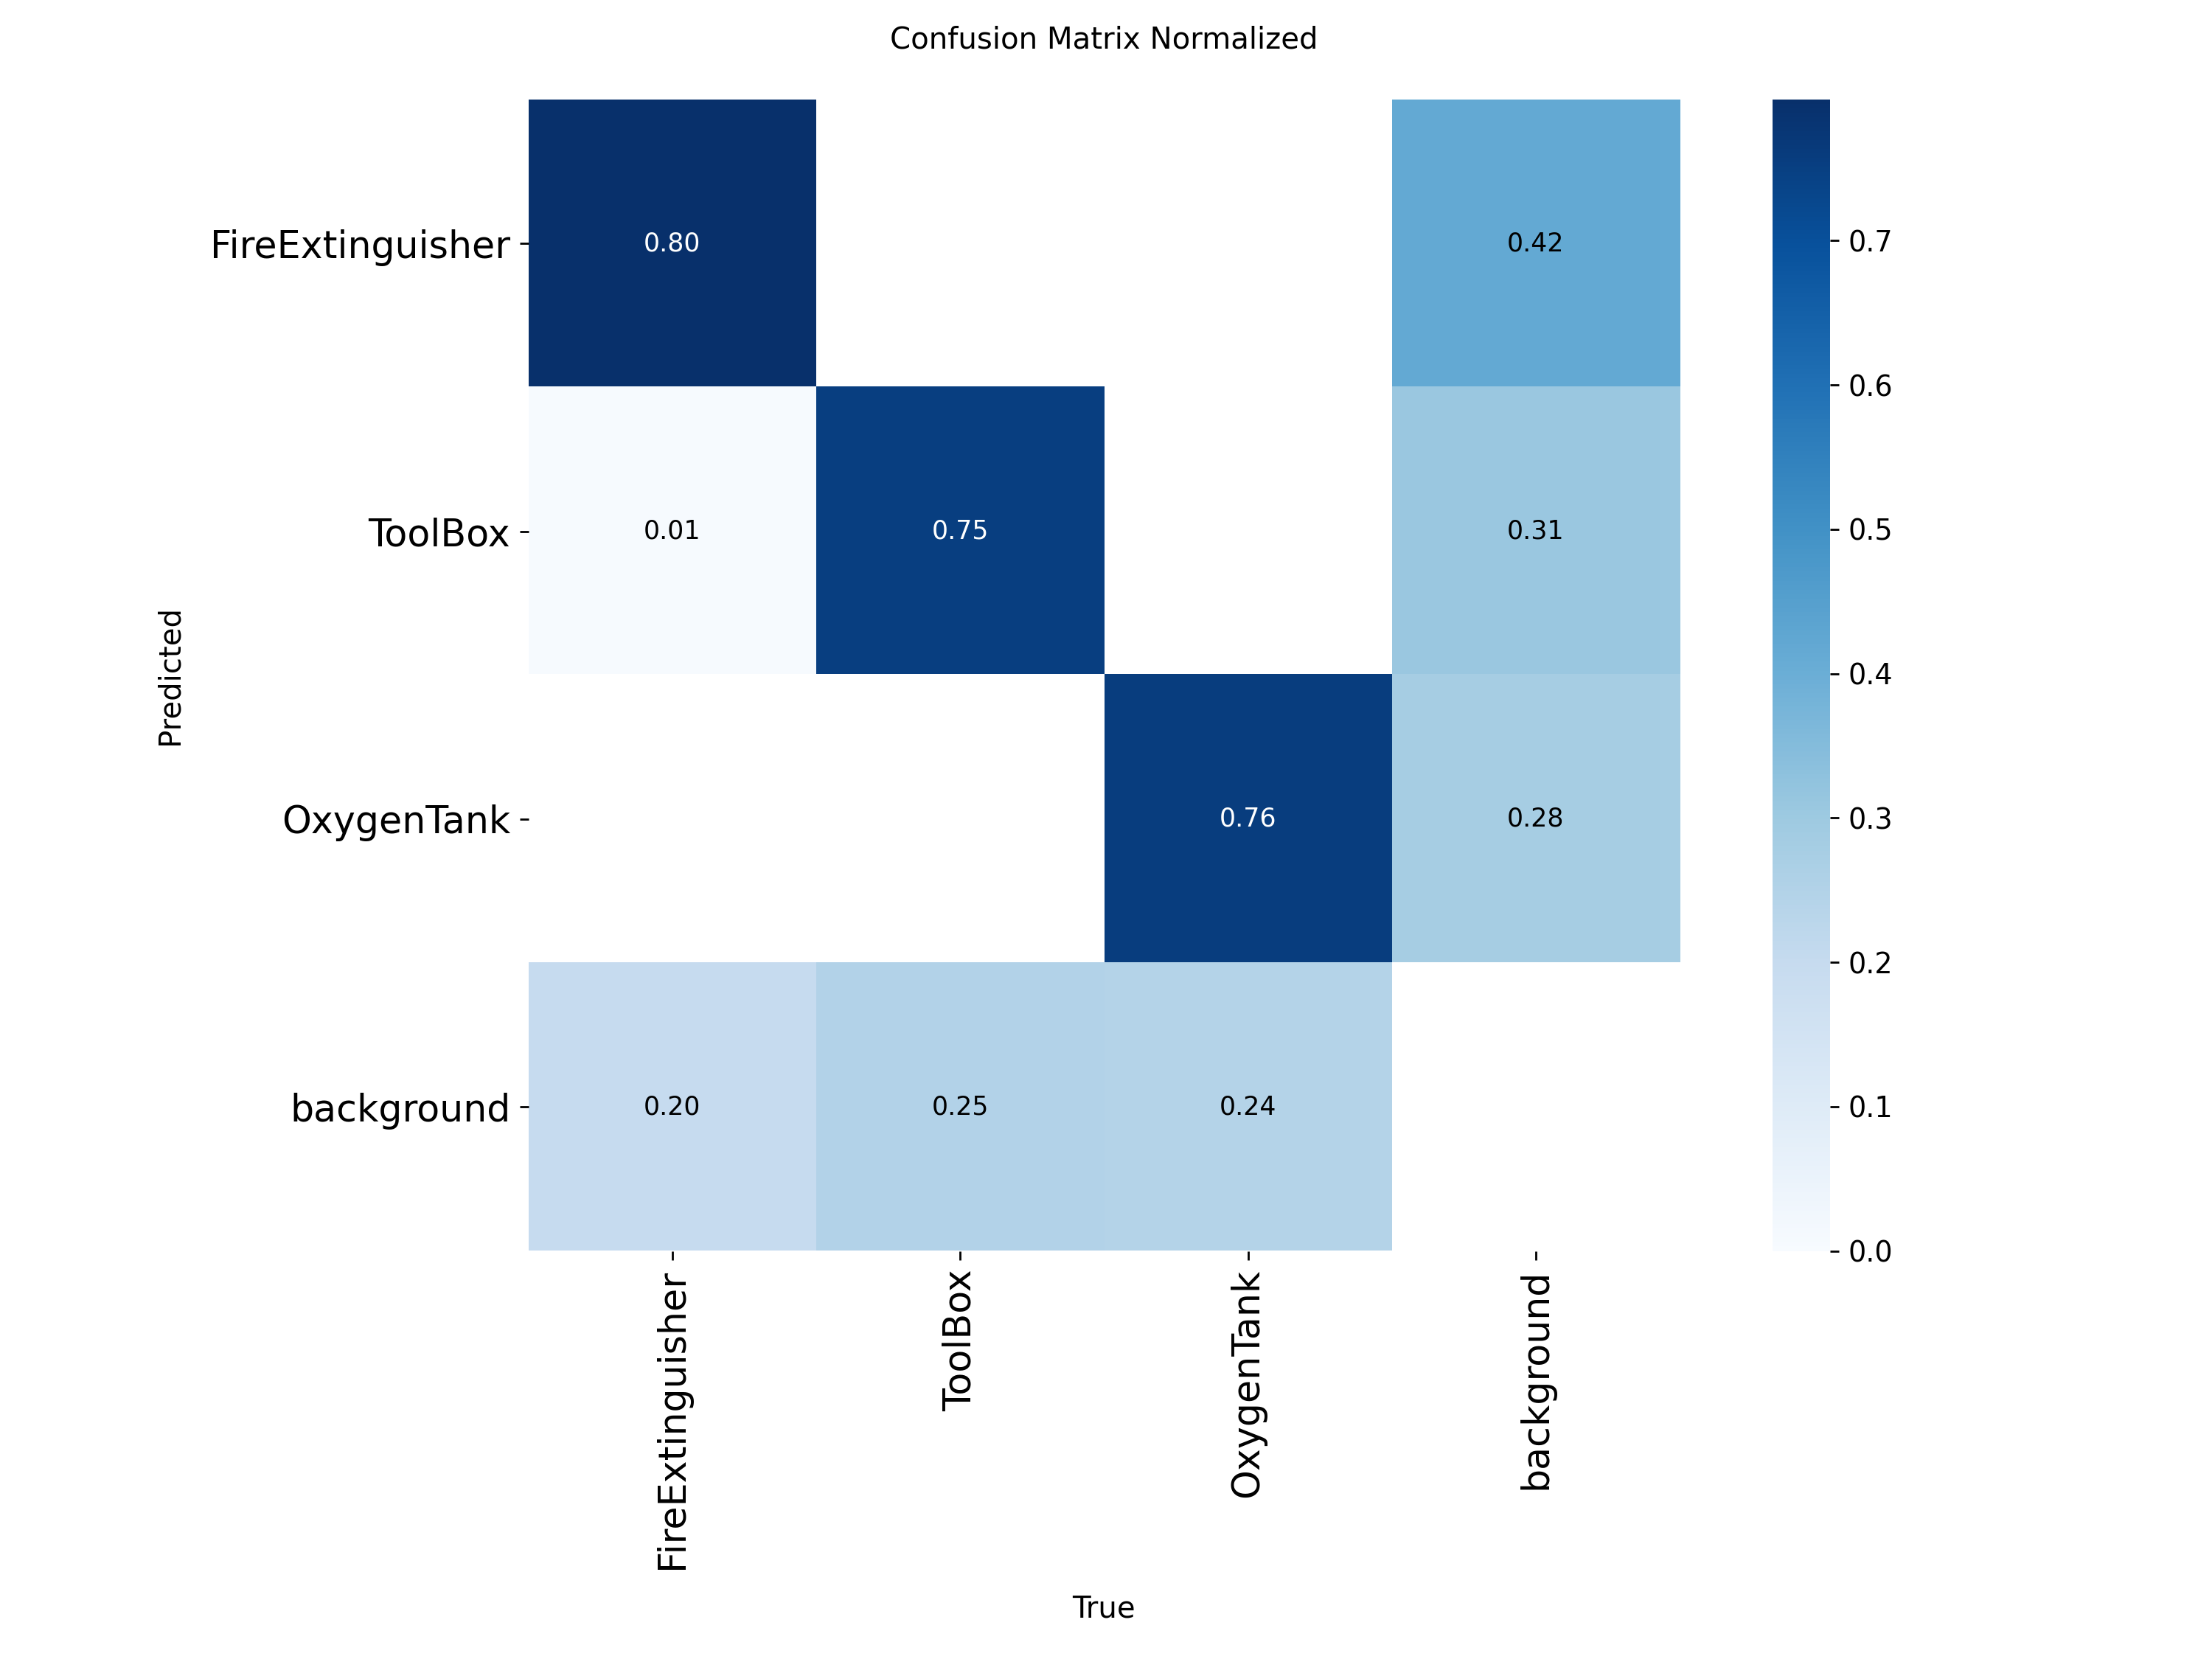 Confusion Matrix Normalized
FireExtinguisher
0.80
0.42
ToolBox
0.01
0.75
0.31
OxygenTank
0.76
0.28
background
0.20
0.25
0.24
Predicted
FireExtinguisher
ToolBox
OxygenTank
background
True
0.7
0.6
0.5
0.4
0.3
0.2
0.1
0.0